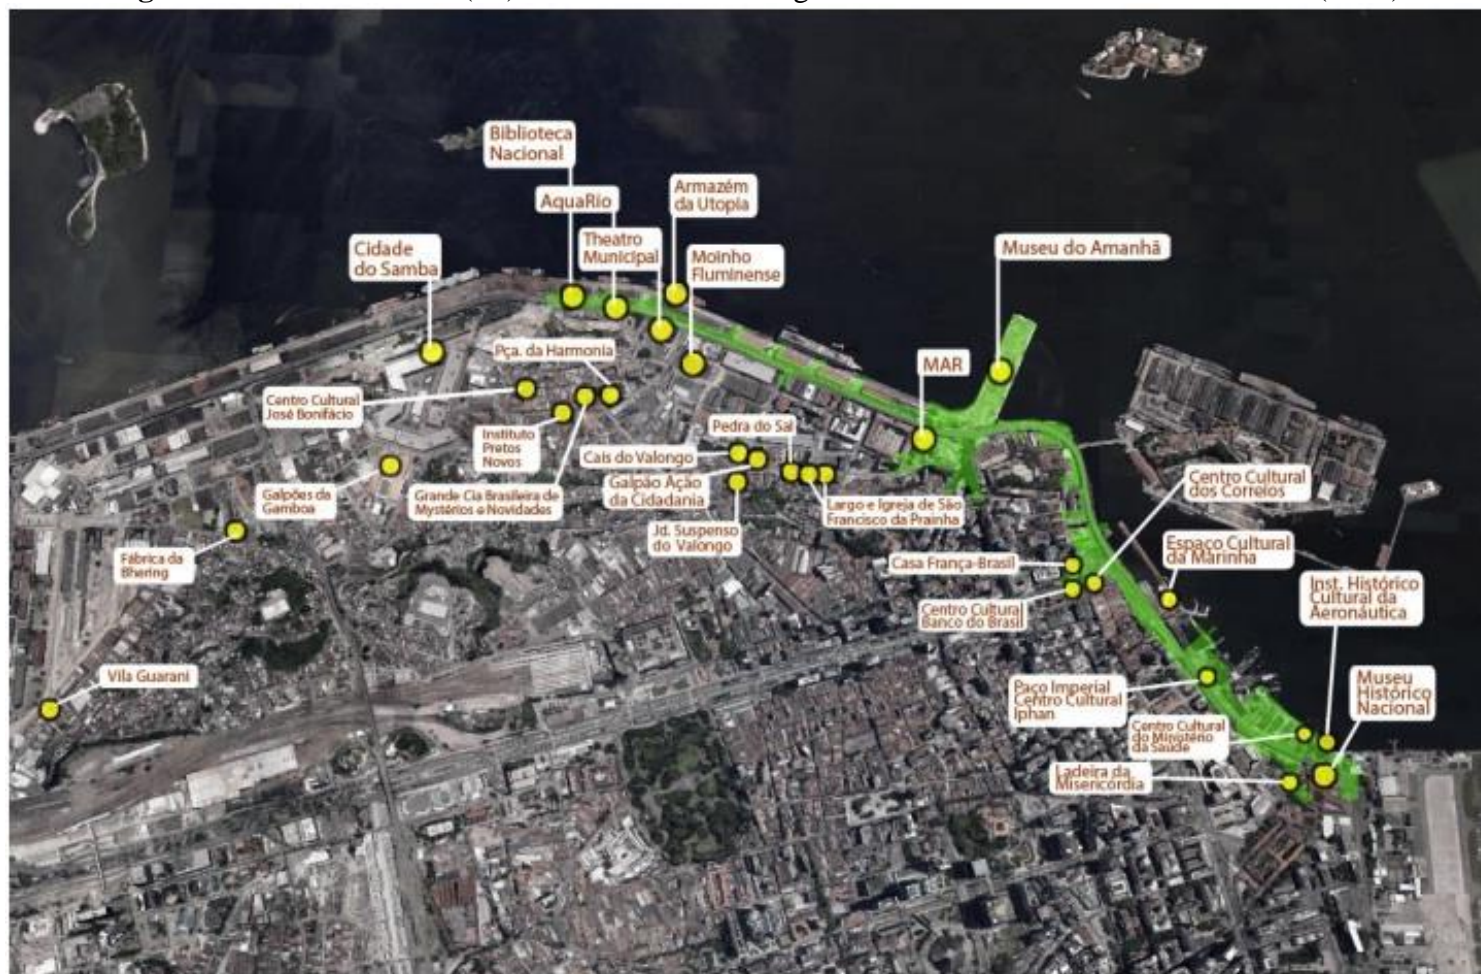 Biblioteca
Nacional
AquaRio
Armazém
da Utopia
Cidade
do Samba
Theatro
Municipal
Moinho
Fluminense
Museu do Amanhã
Pça. da Harmonia
MAR
Centro Cultural
José Bonifácio
Instituto
Pretos
Novos
Pedra do Sal
Cais do Valongo
Galpão Ação
da Cidadania
Galpões da
Gamboa
Grande Cia Brasileira de
Mystérios e Novidades
Largo e Igreja de São
Francisco da Prainha
Centro Cultural
dos Correios
Jd. Suspenso
do Valongo
Fábrica da
Bhering
Casa França-Brasil
Espaço Cultural
da Marinha
Centro Cultural
Banco do Brasil
Inst. Histórico
Cultural da
Aeronáutica
Vila Guarani
Paço Imperial
Centro Cultural
Iphan
Museu
Histórico
Nacional
Centro Cultural
do Ministério
da Saúde
Ladeira da
Misericórdia